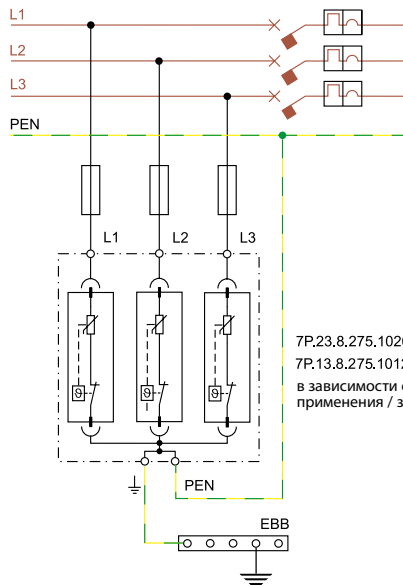 L1
L2
L3
PEN
L1 L2 L3
7P.23.8.275.102
7P.13.8.275.1012
в зависимости
применения /
ϑ ϑ ϑ
PEN
EBB